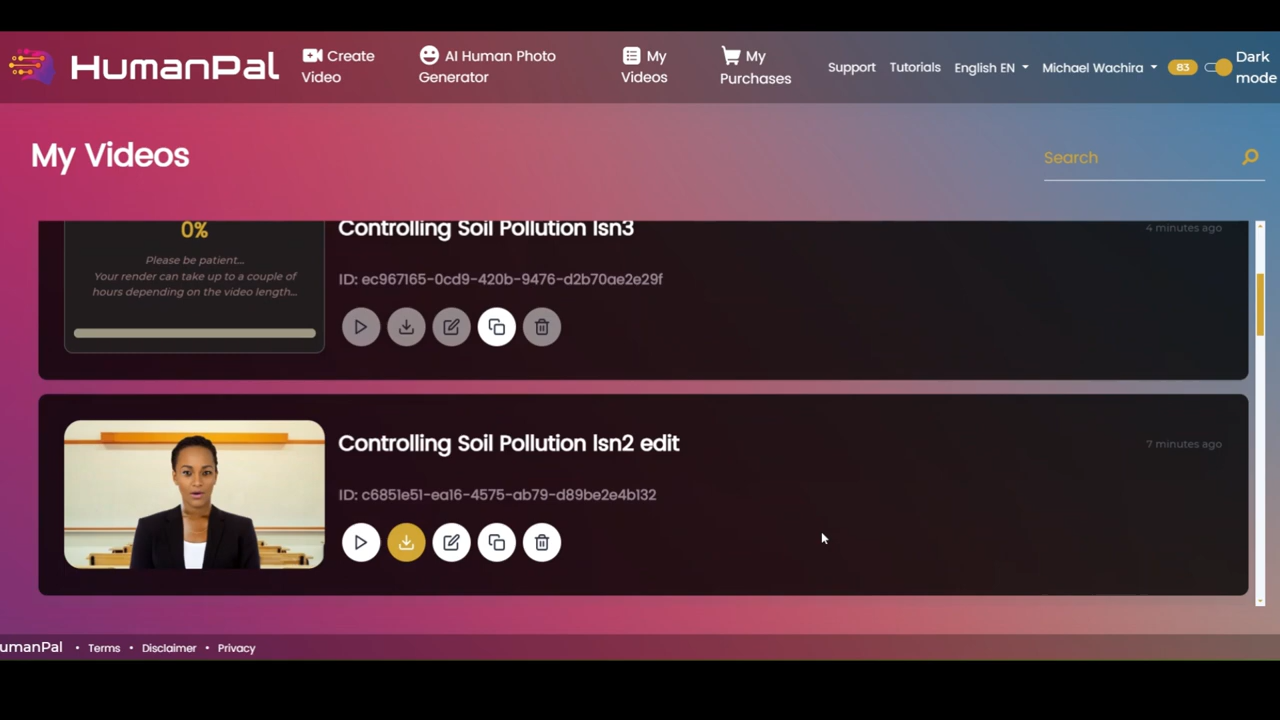 HumanPal
Create Video
AI Human Photo Generator
My Videos
My Purchases
Support
Tutorials
English EN
Michael Wachira
83
Dark mode
My Videos
Search
0%
Please be patient...
Your render can take up to a couple of
hours depending on the video length...
Controlling Soil Pollution lsn3
4 minutes ago
ID: ec967165-0cd9-420b-9476-d2b70ae2e29f
Controlling Soil Pollution lsn2 edit
7 minutes ago
ID: c6851e51-ea16-4575-ab79-d89be2e4b132
umanPal • Terms • Disclaimer • Privacy